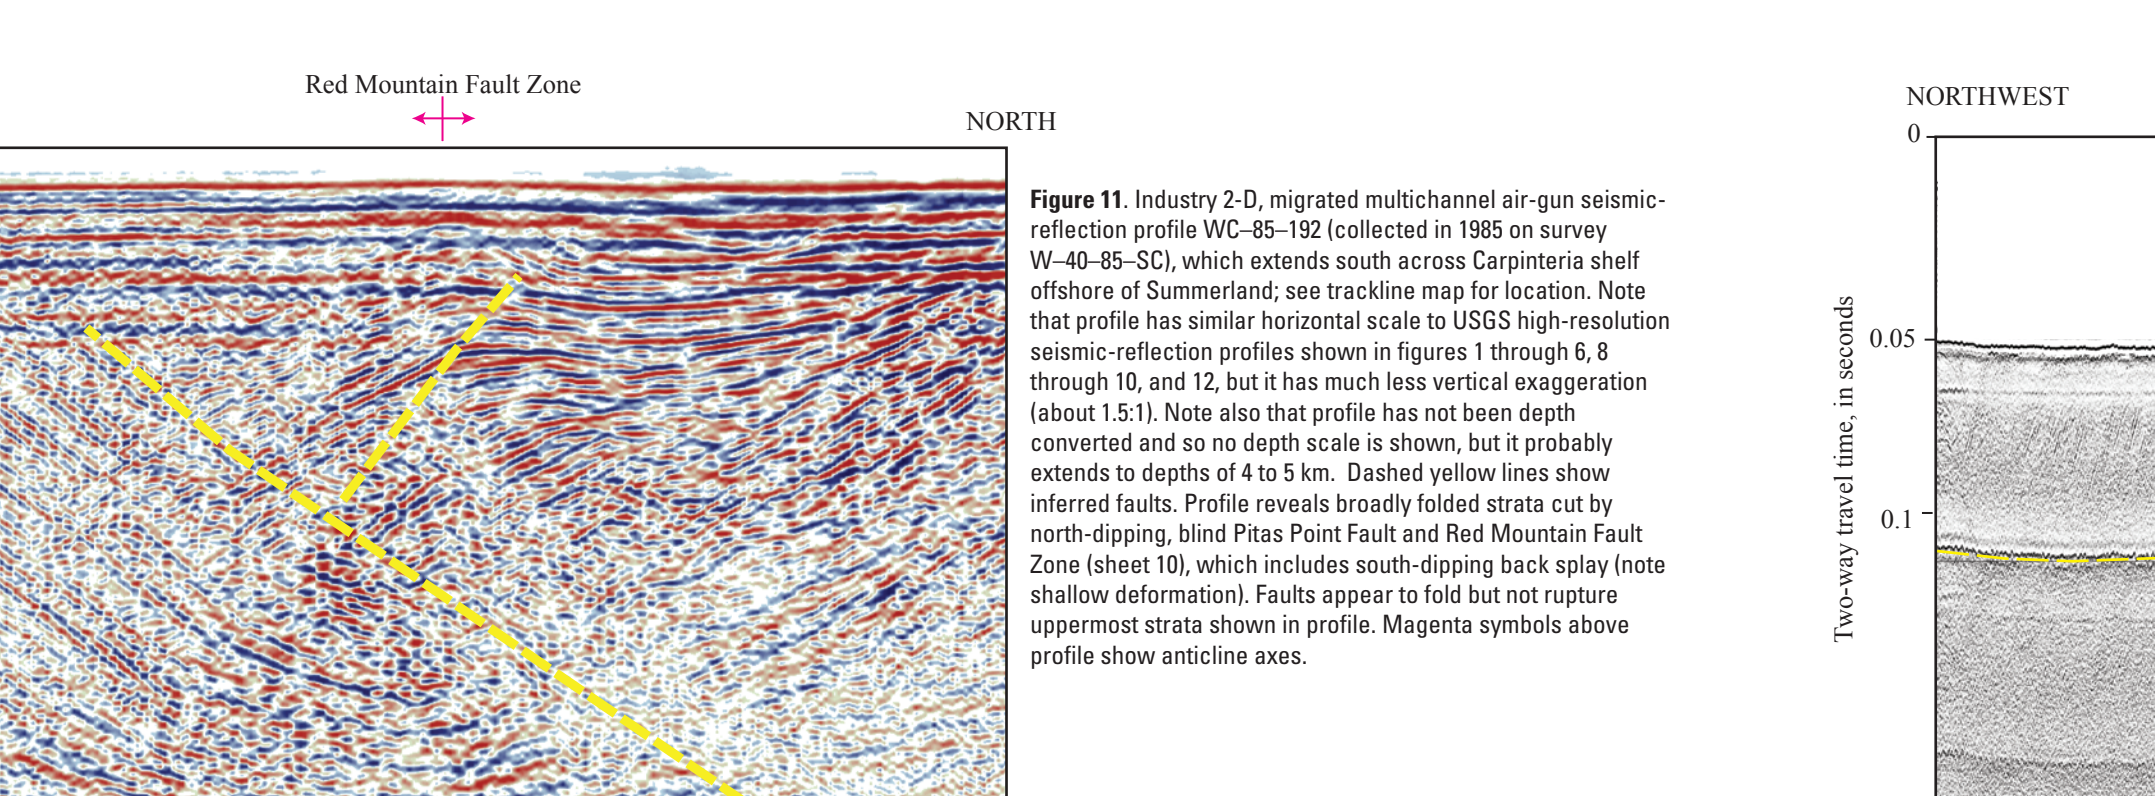 Red Mountain Fault Zone
NORTH
Figure 11. Industry 2-D, migrated multichannel air-gun seismic-
reflection profile WC–85–192 (collected in 1985 on survey
W–40–85–SC), which extends south across Carpinteria shelf
offshore of Summerland; see trackline map for location. Note
that profile has similar horizontal scale to USGS high-resolution
seismic-reflection profiles shown in figures 1 through 6, 8
through 10, and 12, but it has much less vertical exaggeration
(about 1.5:1). Note also that profile has not been depth
converted and so no depth scale is shown, but it probably
extends to depths of 4 to 5 km.  Dashed yellow lines show
inferred faults. Profile reveals broadly folded strata cut by
north-dipping, blind Pitas Point Fault and Red Mountain Fault
Zone (sheet 10), which includes south-dipping back splay (note
shallow deformation). Faults appear to fold but not rupture
uppermost strata shown in profile. Magenta symbols above
profile show anticline axes.
NORTHWEST
0
0.05
0.1
Two-way travel time, in seconds